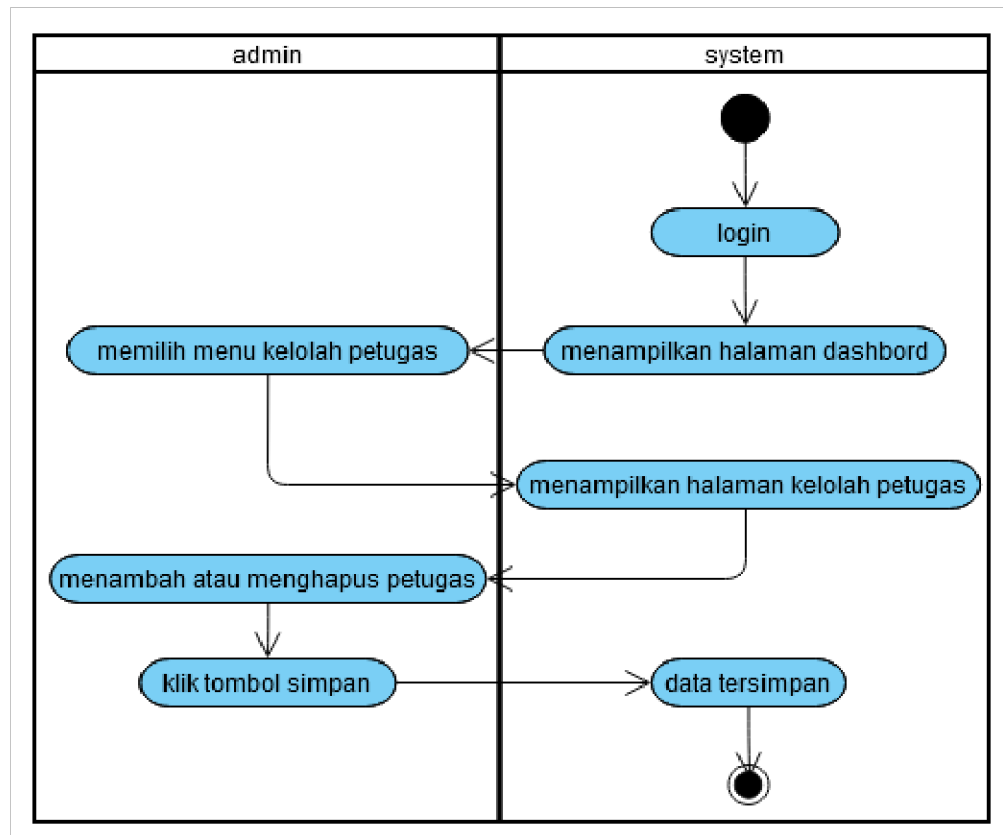 admin
system
login
memilih menu kelolah petugas
menampilkan halaman dashbord
menampilkan halaman kelolah petugas
menambah atau menghapus petugas
klik tombol simpan
data tersimpan